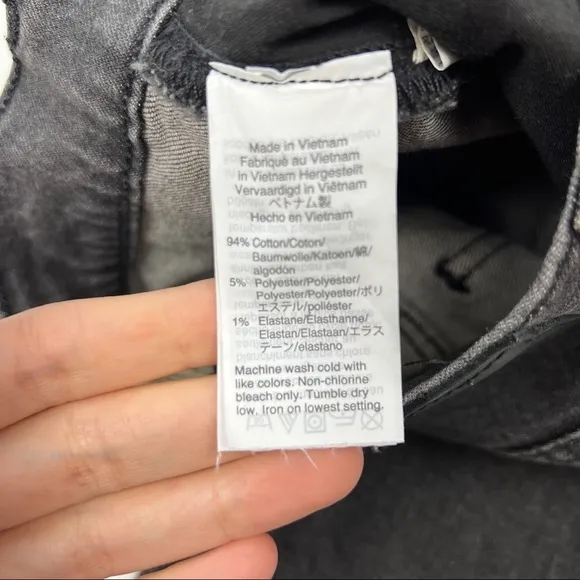 Made in Vietnam
Fabriqué au Vietnam
in Vietnam Hergestellt
Vervaardigd in Viëtnam
ベトナム製
Hecho en Vietnam
94% Cotton/Coton/
Baumwolle/Katoen/綿/
algodón
5% Polyester/Polyester/
Polyester/Polyester/ポリ
エステル/poliéster
1% Elastane/Élasthanne/
Elastan/Elastaan/エラス
テーン/elastano
Machine wash cold with
like colors. Non-chlorine
bleach only. Tumble dry
low. Iron on lowest setting.